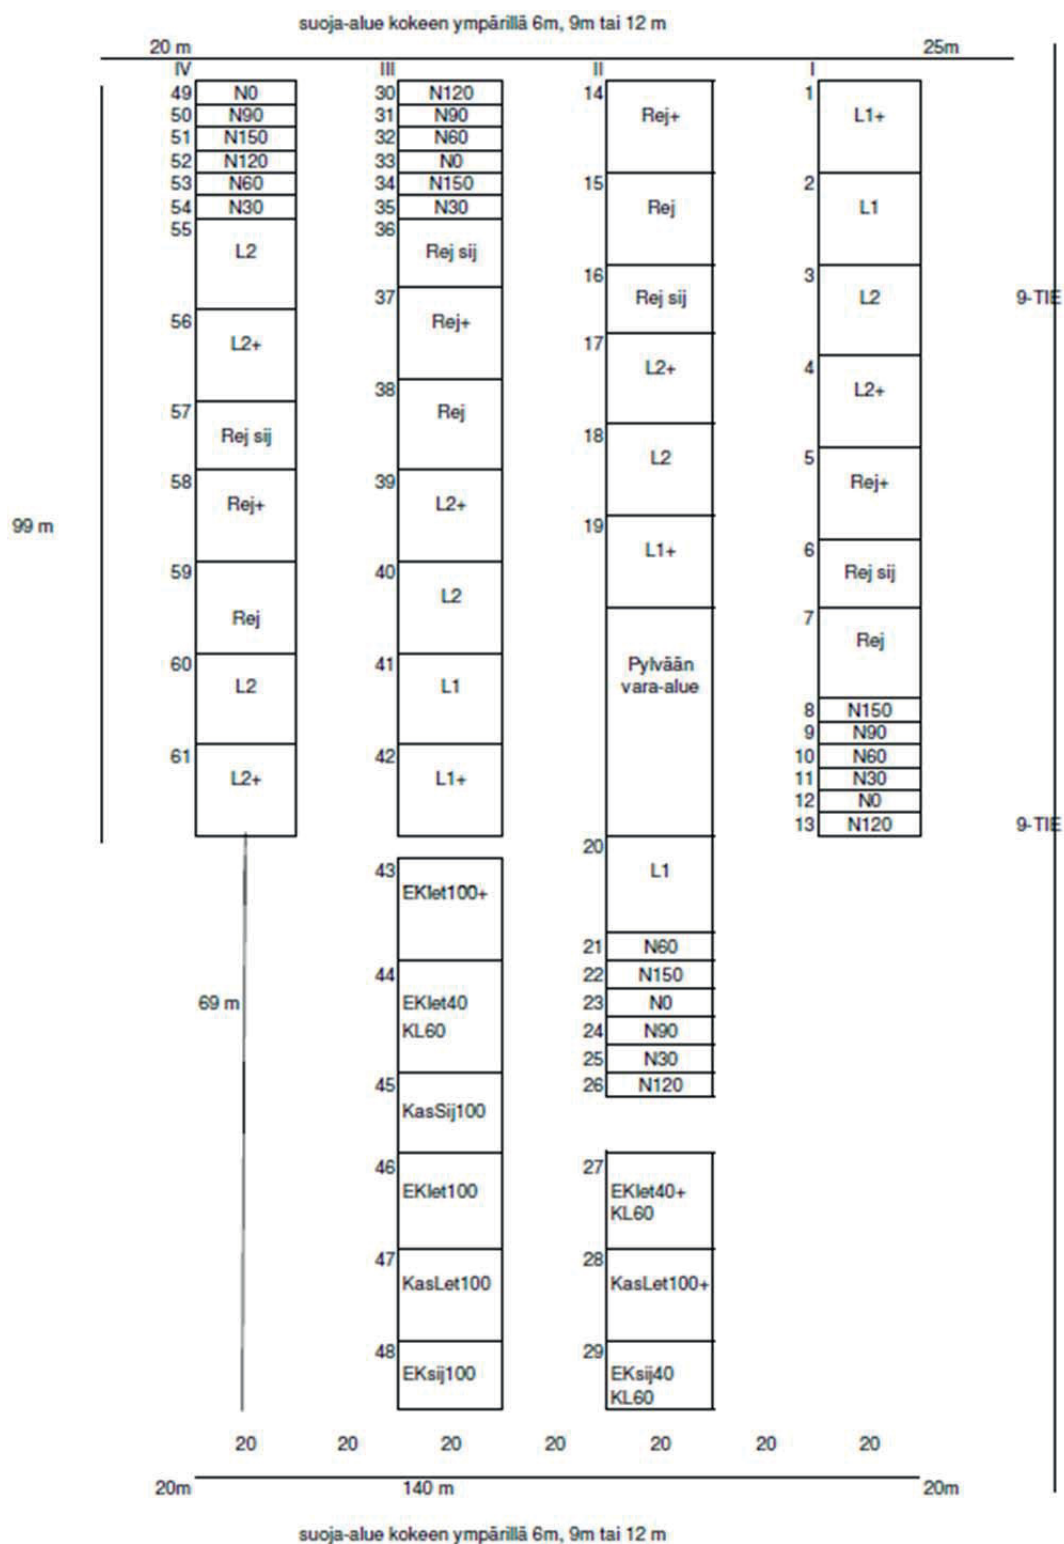 suoja-alue kokeen ympärillä 6m, 9m tai 12 m
20 m 25m
IV III II I
49 N0
50 N90
51 N150
52 N120
53 N60
54 N30
55 L2
56 L2+
57 Rej sij
58 Rej+
59 Rej
60 L2
61 L2+
99 m
69 m
30 N120
31 N90
32 N60
33 N0
34 N150
35 N30
36 Rej sij
37 Rej+
38 Rej
39 L2+
40 L2
41 L1
42 L1+
43 EKlet100+
44 EKlet40
KL60
45 KasSij100
46 EKlet100
47 KasLet100
48 EKsij100
14 Rej+
15 Rej
16 Rej sij
17 L2+
18 L2
19 L1+
Pylvään
vara-alue
20 L1
21 N60
22 N150
23 N0
24 N90
25 N30
26 N120
27 EKlet40+
KL60
28 KasLet100+
29 EKsij40
KL60
1 L1+
2 L1
3 L2
4 L2+
5 Rej+
6 Rej sij
7 Rej
8 N150
9 N90
10 N60
11 N30
12 N0
13 N120
9-TIE
9-TIE
20 20 20 20 20 20 20
20m 140 m 20m
suoja-alue kokeen ympärillä 6m, 9m tai 12 m